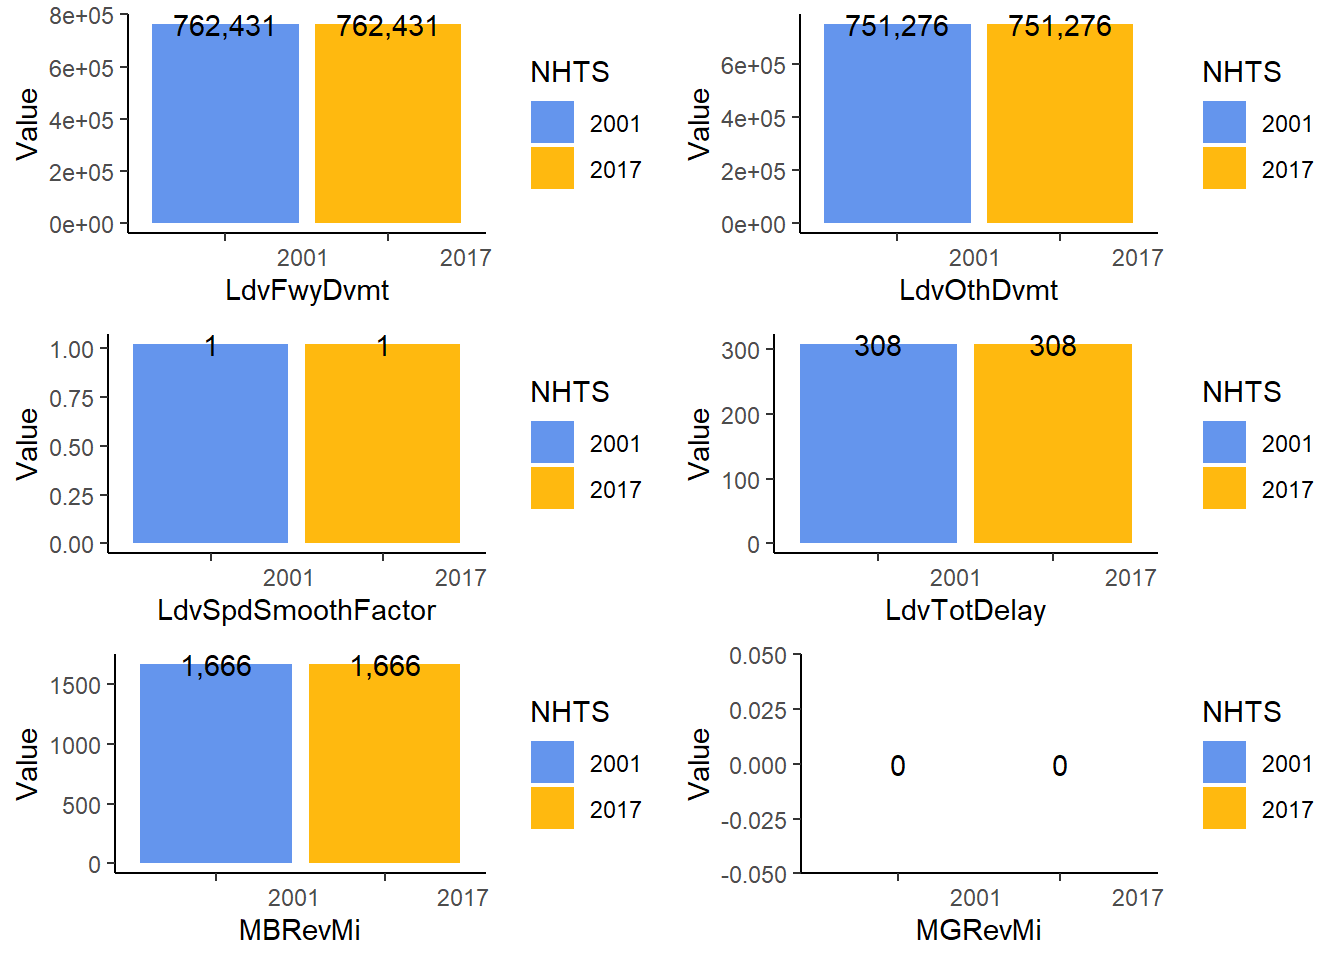 8e+05
6e+05
4e+05
2e+05
0e+00
Value
762,431 762,431
2001 2017
LdvFwyDvmt
NHTS
2001
2017
6e+05
4e+05
2e+05
0e+00
Value
751,276 751,276
2001 2017
LdvOthDvmt
NHTS
2001
2017
1.00
0.75
0.50
0.25
0.00
Value
1 1
2001 2017
LdvSpdSmoothFactor
NHTS
2001
2017
300
200
100
0
Value
308 308
2001 2017
LdvTotDelay
NHTS
2001
2017
1500
1000
500
0
Value
1,666 1,666
2001 2017
MBRevMi
NHTS
2001
2017
0.050
0.025
0.000
-0.025
-0.050
Value
0 0
2001 2017
MGRevMi
NHTS
2001
2017